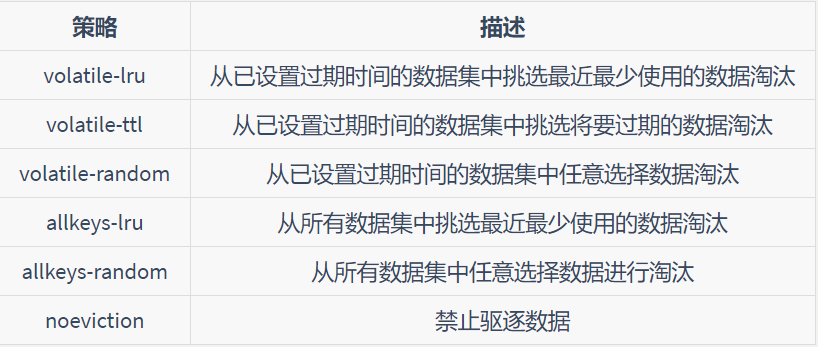 策略 描述
volatile-lru 从已设置过期时间的数据集中挑选最近最少使用的数据淘汰
volatile-ttl 从已设置过期时间的数据集中挑选将要过期的数据淘汰
volatile-random 从已设置过期时间的数据集中任意选择数据淘汰
allkeys-lru 从所有数据集中挑选最近最少使用的数据淘汰
allkeys-random 从所有数据集中任意选择数据进行淘汰
noeviction 禁止驱逐数据